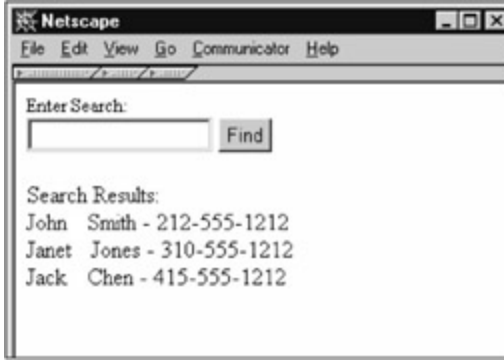 Netscape
File Edit View Go Communicator Help
Enter Search:
Find
Search Results:
John Smith - 212-555-1212
Janet Jones - 310-555-1212
Jack Chen - 415-555-1212